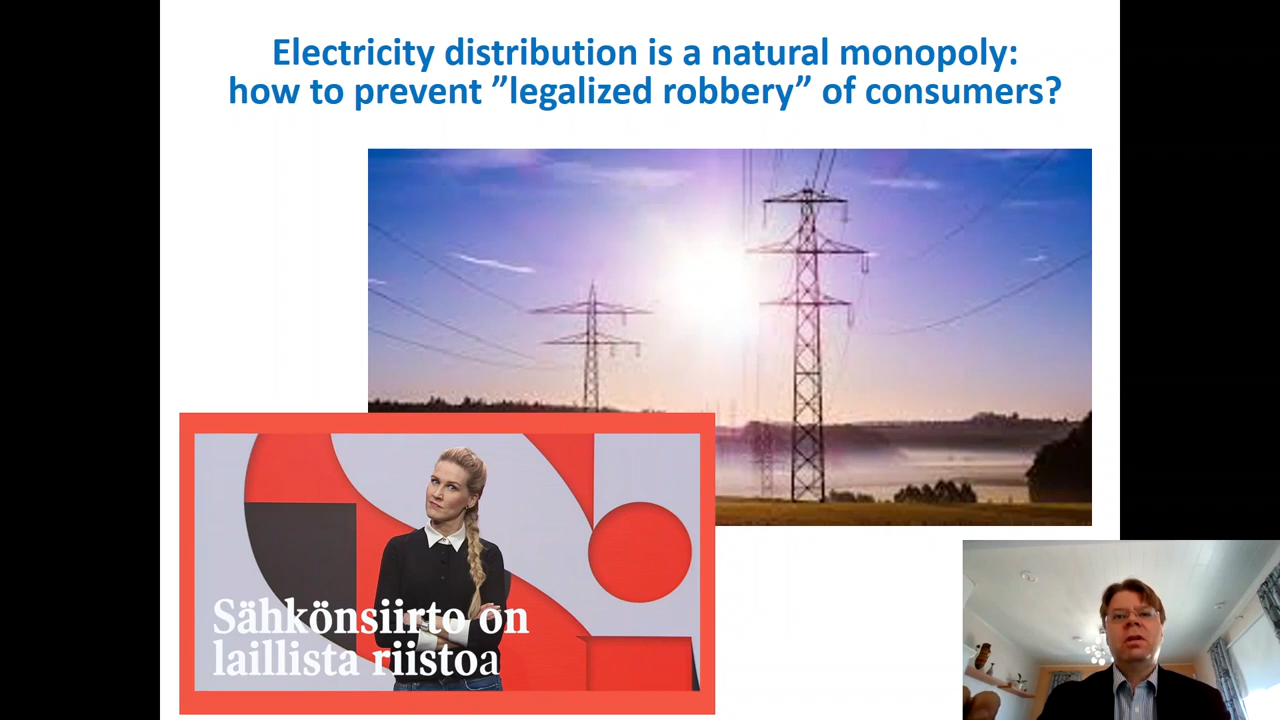 Electricity distribution is a natural monopoly:
how to prevent ”legalized robbery” of consumers?
Sähkönsiirto on
laillista riistoa